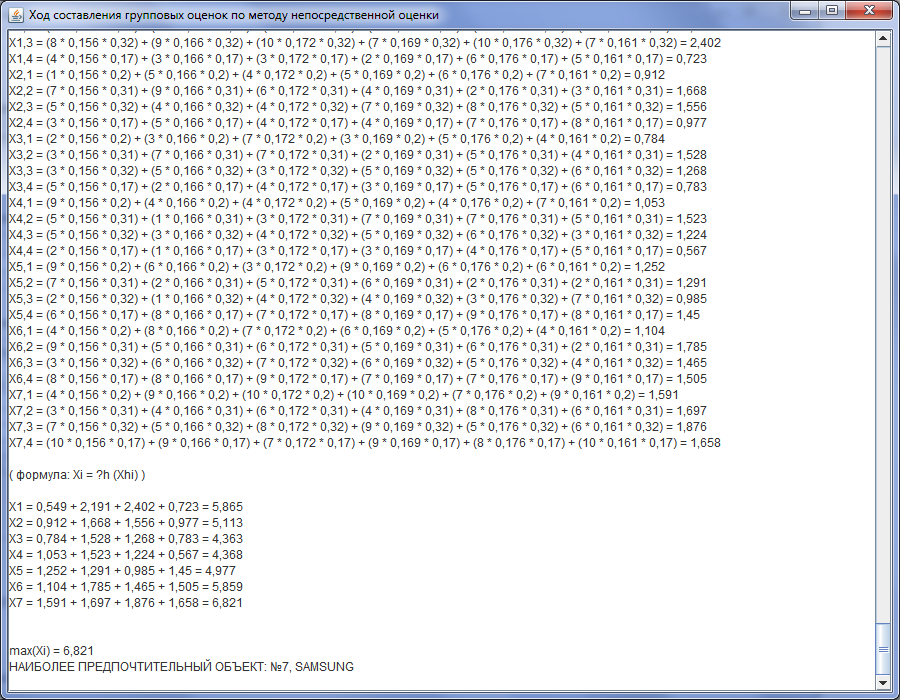 Ход составления групповых оценок по методу непосредственной оценки
X1,3 = (8 * 0,156 * 0,32) + (9 * 0,166 * 0,32) + (10 * 0,172 * 0,32) + (7 * 0,169 * 0,32) + (10 * 0,176 * 0,32) + (7 * 0,161 * 0,32) = 2,402
X1,4 = (4 * 0,156 * 0,17) + (3 * 0,166 * 0,17) + (3 * 0,172 * 0,17) + (2 * 0,169 * 0,17) + (6 * 0,176 * 0,17) + (5 * 0,161 * 0,17) = 0,723
X2,1 = (1 * 0,156 * 0,2) + (5 * 0,166 * 0,2) + (4 * 0,172 * 0,2) + (5 * 0,169 * 0,2) + (6 * 0,176 * 0,2) + (7 * 0,161 * 0,2) = 0,912
X2,2 = (7 * 0,156 * 0,31) + (9 * 0,166 * 0,31) + (6 * 0,172 * 0,31) + (4 * 0,169 * 0,31) + (2 * 0,176 * 0,31) + (3 * 0,161 * 0,31) = 1,668
X2,3 = (5 * 0,156 * 0,32) + (4 * 0,166 * 0,32) + (4 * 0,172 * 0,32) + (7 * 0,169 * 0,32) + (8 * 0,176 * 0,32) + (5 * 0,161 * 0,32) = 1,556
X2,4 = (3 * 0,156 * 0,17) + (5 * 0,166 * 0,17) + (4 * 0,172 * 0,17) + (4 * 0,169 * 0,17) + (7 * 0,176 * 0,17) + (8 * 0,161 * 0,17) = 0,977
X3,1 = (2 * 0,156 * 0,2) + (3 * 0,166 * 0,2) + (7 * 0,172 * 0,2) + (3 * 0,169 * 0,2) + (5 * 0,176 * 0,2) + (4 * 0,161 * 0,2) = 0,784
X3,2 = (3 * 0,156 * 0,31) + (7 * 0,166 * 0,31) + (7 * 0,172 * 0,31) + (2 * 0,169 * 0,31) + (5 * 0,176 * 0,31) + (4 * 0,161 * 0,31) = 1,528
X3,3 = (3 * 0,156 * 0,32) + (5 * 0,166 * 0,32) + (3 * 0,172 * 0,32) + (5 * 0,169 * 0,32) + (5 * 0,176 * 0,32) + (6 * 0,161 * 0,32) = 1,268
X3,4 = (5 * 0,156 * 0,17) + (2 * 0,166 * 0,17) + (4 * 0,172 * 0,17) + (3 * 0,169 * 0,17) + (5 * 0,176 * 0,17) + (6 * 0,161 * 0,17) = 0,783
X4,1 = (9 * 0,156 * 0,2) + (4 * 0,166 * 0,2) + (4 * 0,172 * 0,2) + (5 * 0,169 * 0,2) + (4 * 0,176 * 0,2) + (7 * 0,161 * 0,2) = 1,053
X4,2 = (5 * 0,156 * 0,31) + (1 * 0,166 * 0,31) + (3 * 0,172 * 0,31) + (7 * 0,169 * 0,31) + (7 * 0,176 * 0,31) + (5 * 0,161 * 0,31) = 1,523
X4,3 = (5 * 0,156 * 0,32) + (3 * 0,166 * 0,32) + (4 * 0,172 * 0,32) + (5 * 0,169 * 0,32) + (6 * 0,176 * 0,32) + (3 * 0,161 * 0,32) = 1,224
X4,4 = (2 * 0,156 * 0,17) + (1 * 0,166 * 0,17) + (3 * 0,172 * 0,17) + (3 * 0,169 * 0,17) + (4 * 0,176 * 0,17) + (5 * 0,161 * 0,17) = 0,567
X5,1 = (9 * 0,156 * 0,2) + (6 * 0,166 * 0,2) + (3 * 0,172 * 0,2) + (9 * 0,169 * 0,2) + (6 * 0,176 * 0,2) + (6 * 0,161 * 0,2) = 1,252
X5,2 = (7 * 0,156 * 0,31) + (2 * 0,166 * 0,31) + (5 * 0,172 * 0,31) + (6 * 0,169 * 0,31) + (2 * 0,176 * 0,31) + (2 * 0,161 * 0,31) = 1,291
X5,3 = (2 * 0,156 * 0,32) + (1 * 0,166 * 0,32) + (4 * 0,172 * 0,32) + (4 * 0,169 * 0,32) + (3 * 0,176 * 0,32) + (7 * 0,161 * 0,32) = 0,985
X5,4 = (6 * 0,156 * 0,17) + (8 * 0,166 * 0,17) + (7 * 0,172 * 0,17) + (8 * 0,169 * 0,17) + (9 * 0,176 * 0,17) + (8 * 0,161 * 0,17) = 1,45
X6,1 = (4 * 0,156 * 0,2) + (8 * 0,166 * 0,2) + (7 * 0,172 * 0,2) + (6 * 0,169 * 0,2) + (5 * 0,176 * 0,2) + (4 * 0,161 * 0,2) = 1,104
X6,2 = (9 * 0,156 * 0,31) + (5 * 0,166 * 0,31) + (6 * 0,172 * 0,31) + (5 * 0,169 * 0,31) + (6 * 0,176 * 0,31) + (2 * 0,161 * 0,31) = 1,785
X6,3 = (3 * 0,156 * 0,32) + (6 * 0,166 * 0,32) + (7 * 0,172 * 0,32) + (6 * 0,169 * 0,32) + (5 * 0,176 * 0,32) + (4 * 0,161 * 0,32) = 1,465
X6,4 = (8 * 0,156 * 0,17) + (8 * 0,166 * 0,17) + (9 * 0,172 * 0,17) + (7 * 0,169 * 0,17) + (7 * 0,176 * 0,17) + (9 * 0,161 * 0,17) = 1,505
X7,1 = (4 * 0,156 * 0,2) + (9 * 0,166 * 0,2) + (10 * 0,172 * 0,2) + (10 * 0,169 * 0,2) + (7 * 0,176 * 0,2) + (9 * 0,161 * 0,2) = 1,591
X7,2 = (3 * 0,156 * 0,31) + (4 * 0,166 * 0,31) + (6 * 0,172 * 0,31) + (4 * 0,169 * 0,31) + (8 * 0,176 * 0,31) + (6 * 0,161 * 0,31) = 1,697
X7,3 = (7 * 0,156 * 0,32) + (5 * 0,166 * 0,32) + (8 * 0,172 * 0,32) + (9 * 0,169 * 0,32) + (5 * 0,176 * 0,32) + (6 * 0,161 * 0,32) = 1,876
X7,4 = (10 * 0,156 * 0,17) + (9 * 0,166 * 0,17) + (7 * 0,172 * 0,17) + (9 * 0,169 * 0,17) + (8 * 0,176 * 0,17) + (10 * 0,161 * 0,17) = 1,658
( формула: Xi = ?h (Xhi) )
X1 = 0,549 + 2,191 + 2,402 + 0,723 = 5,865
X2 = 0,912 + 1,668 + 1,556 + 0,977 = 5,113
X3 = 0,784 + 1,528 + 1,268 + 0,783 = 4,363
X4 = 1,053 + 1,523 + 1,224 + 0,567 = 4,368
X5 = 1,252 + 1,291 + 0,985 + 1,45 = 4,977
X6 = 1,104 + 1,785 + 1,465 + 1,505 = 5,859
X7 = 1,591 + 1,697 + 1,876 + 1,658 = 6,821
max(Xi) = 6,821
НАИБОЛЕЕ ПРЕДПОЧТИТЕЛЬНЫЙ ОБЪЕКТ: №7, SAMSUNG